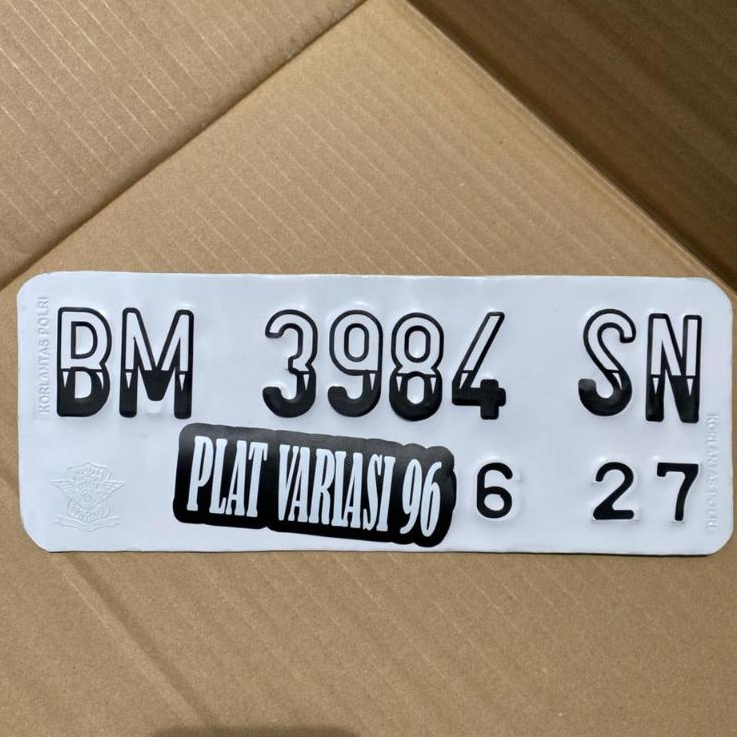 KORLANTAS POLRI
BM 3984 SN
PLAT VARIASI 96
6 27
KORLANTAS POLRI